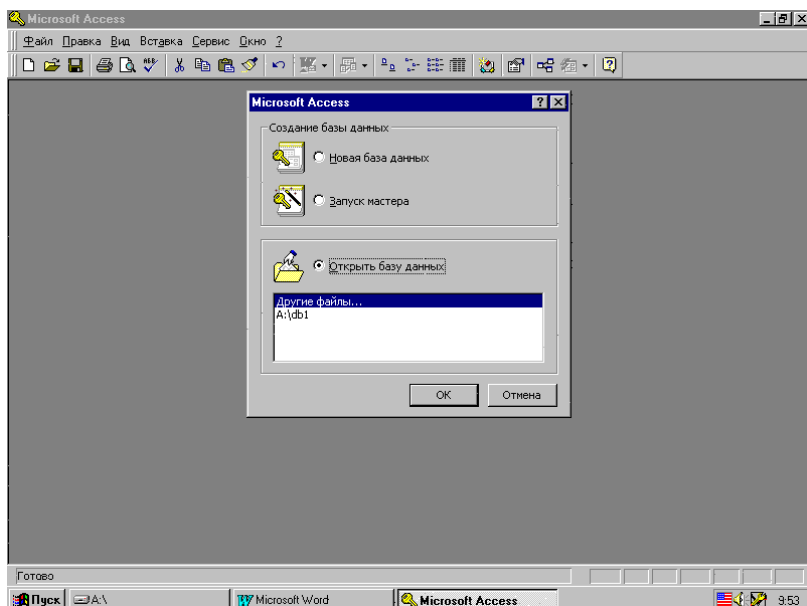 Microsoft Access
Файл Правка Вид Вставка Сервис Окно ?
Microsoft Access
Создание базы данных
Новая база данных
Запуск мастера
Открыть базу данных
Другие файлы...
A:\db1
ОК Отмена
Готово
Пуск A:\ Microsoft Word Microsoft Access 9:53